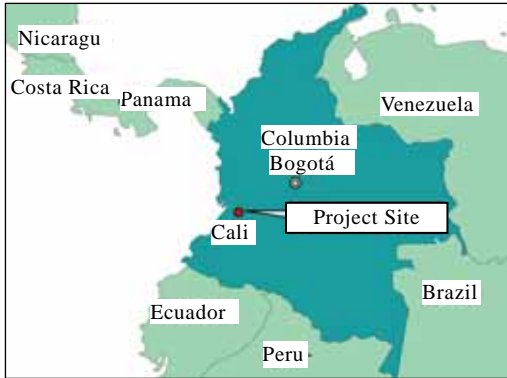 Nicaragu
Costa Rica
Panama
Venezuela
Columbia
Bogotá
Project Site
Cali
Brazil
Ecuador
Peru